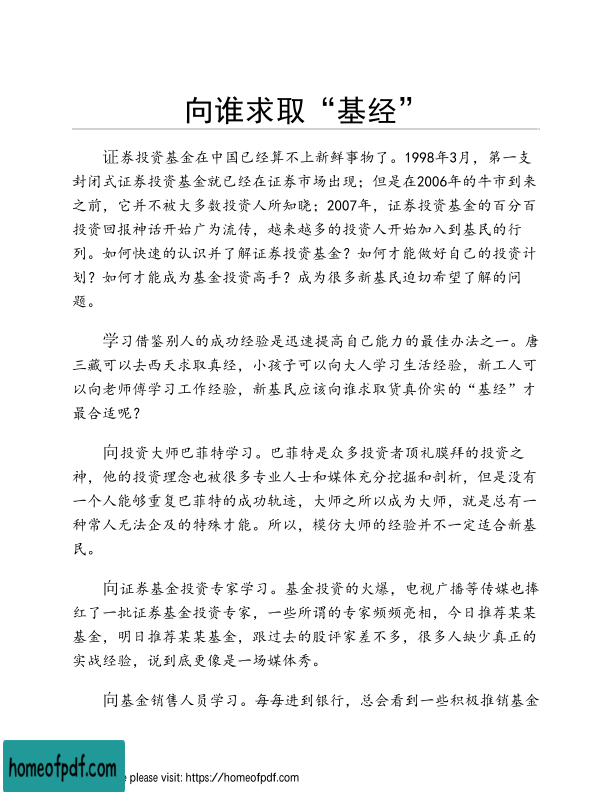 向谁求取“基经”
证券投资基金在中国已经算不上新鲜事物了。1998年3月，第一支
封闭式证券投资基金就已经在证券市场出现；但是在2006年的牛市到来
之前，它并不被大多数投资人所知晓；2007年，证券投资基金的百分百
投资回报神话开始广为流传，越来越多的投资人开始加入到基民的行
列。如何快速的认识并了解证券投资基金？如何才能做好自己的投资计
划？如何才能成为基金投资高手？成为很多新基民迫切希望了解的问
题。
学习借鉴别人的成功经验是迅速提高自己能力的最佳办法之一。唐
三藏可以去西天求取真经，小孩子可以向大人学习生活经验，新工人可
以向老师傅学习工作经验，新基民应该向谁求取货真价实的“基经”才
最合适呢？
向投资大师巴菲特学习。巴菲特是众多投资者顶礼膜拜的投资之
神，他的投资理念也被很多专业人士和媒体充分挖掘和剖析，但是没有
一个人能够重复巴菲特的成功轨迹，大师之所以成为大师，就是总有一
种常人无法企及的特殊才能。所以，模仿大师的经验并不一定适合新基
民。
向证券基金投资专家学习。基金投资的火爆，电视广播等传媒也捧
红了一批证券基金投资专家，一些所谓的专家频频亮相，今日推荐某某
基金，明日推荐某某基金，跟过去的股评家差不多，很多人缺少真正的
实战经验，说到底更像是一场媒体秀。
向基金销售人员学习。每每进到银行，总会看到一些积极推销基金
homeofpdf.com
e please visit: https://homeofpdf.com